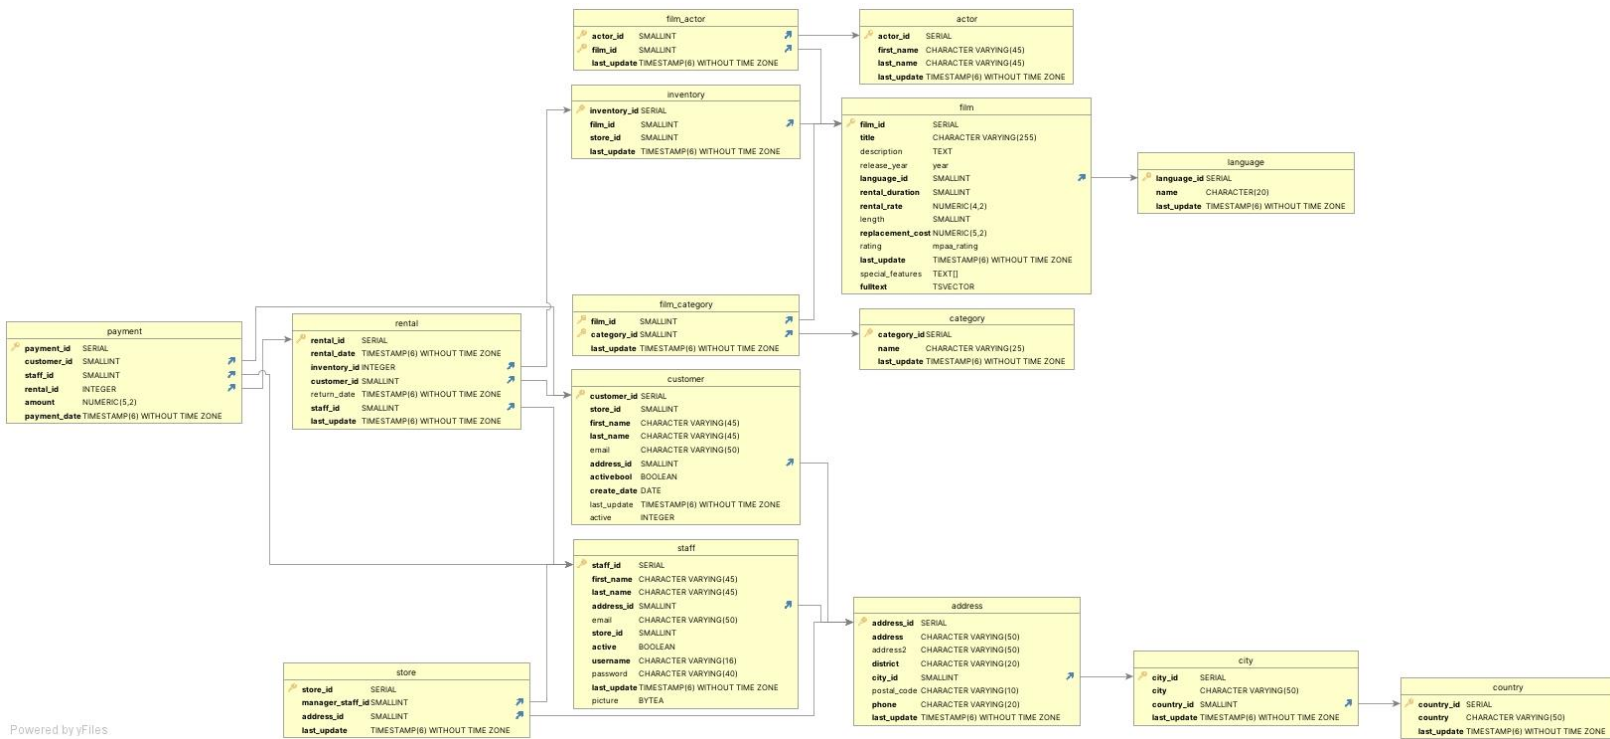 film_actor
actor_id SMALLINT
film_id SMALLINT
last_update TIMESTAMP(6) WITHOUT TIME ZONE
actor
actor_id SERIAL
first_name CHARACTER VARYING(45)
last_name CHARACTER VARYING(45)
last_update TIMESTAMP(6) WITHOUT TIME ZONE
inventory
inventory_id SERIAL
film_id SMALLINT
store_id SMALLINT
last_update TIMESTAMP(6) WITHOUT TIME ZONE
film
film_id SERIAL
title CHARACTER VARYING(255)
description TEXT
release_year year
language_id SMALLINT
rental_duration SMALLINT
rental_rate NUMERIC(4,2)
length SMALLINT
replacement_cost NUMERIC(5,2)
rating mpaa_rating
last_update TIMESTAMP(6) WITHOUT TIME ZONE
special_features TEXT[]
fulltext TSVECTOR
language
language_id SERIAL
name CHARACTER(20)
last_update TIMESTAMP(6) WITHOUT TIME ZONE
film_category
film_id SMALLINT
category_id SMALLINT
last_update TIMESTAMP(6) WITHOUT TIME ZONE
category
category_id SERIAL
name CHARACTER VARYING(25)
last_update TIMESTAMP(6) WITHOUT TIME ZONE
payment
payment_id SERIAL
customer_id SMALLINT
staff_id SMALLINT
rental_id INTEGER
amount NUMERIC(5,2)
payment_date TIMESTAMP(6) WITHOUT TIME ZONE
rental
rental_id SERIAL
rental_date TIMESTAMP(6) WITHOUT TIME ZONE
inventory_id INTEGER
customer_id SMALLINT
return_date TIMESTAMP(6) WITHOUT TIME ZONE
staff_id SMALLINT
last_update TIMESTAMP(6) WITHOUT TIME ZONE
customer
customer_id SERIAL
store_id SMALLINT
first_name CHARACTER VARYING(45)
last_name CHARACTER VARYING(45)
email CHARACTER VARYING(50)
address_id SMALLINT
activebool BOOLEAN
create_date DATE
last_update TIMESTAMP(6) WITHOUT TIME ZONE
active INTEGER
staff
staff_id SERIAL
first_name CHARACTER VARYING(45)
last_name CHARACTER VARYING(45)
address_id SMALLINT
email CHARACTER VARYING(50)
store_id SMALLINT
active BOOLEAN
username CHARACTER VARYING(16)
password CHARACTER VARYING(40)
last_update TIMESTAMP(6) WITHOUT TIME ZONE
picture BYTEA
address
address_id SERIAL
address CHARACTER VARYING(50)
address2 CHARACTER VARYING(50)
district CHARACTER VARYING(20)
city_id SMALLINT
postal_code CHARACTER VARYING(10)
phone CHARACTER VARYING(20)
last_update TIMESTAMP(6) WITHOUT TIME ZONE
city
city_id SERIAL
city CHARACTER VARYING(50)
country_id SMALLINT
last_update TIMESTAMP(6) WITHOUT TIME ZONE
country
country_id SERIAL
country CHARACTER VARYING(50)
last_update TIMESTAMP(6) WITHOUT TIME ZONE
store
store_id SERIAL
manager_staff_id SMALLINT
address_id SMALLINT
last_update TIMESTAMP(6) WITHOUT TIME ZONE
Powered by yFiles